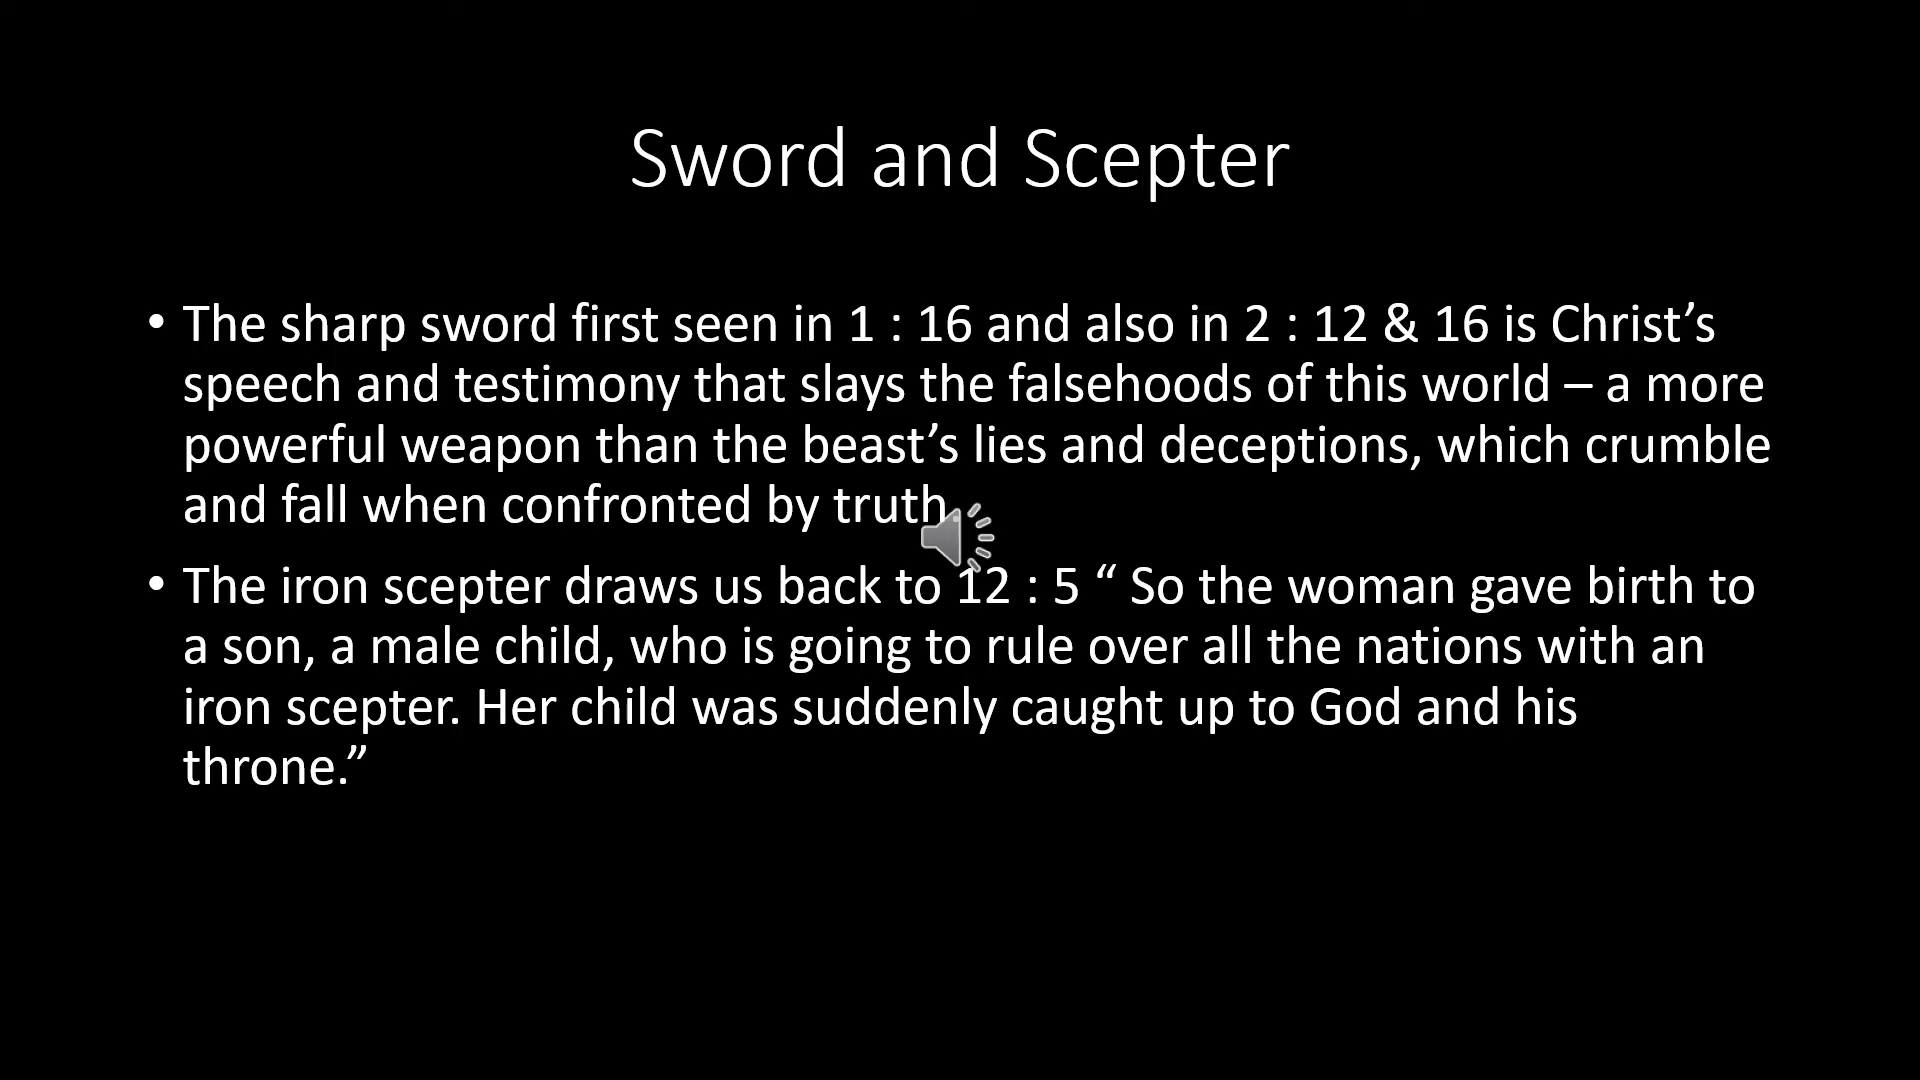 Sword and Scepter
• The sharp sword first seen in 1 : 16 and also in 2 : 12 & 16 is Christ’s
speech and testimony that slays the falsehoods of this world – a more
powerful weapon than the beast’s lies and deceptions, which crumble
and fall when confronted by truth
• The iron scepter draws us back to 12 : 5 “ So the woman gave birth to
a son, a male child, who is going to rule over all the nations with an
iron scepter. Her child was suddenly caught up to God and his
throne.”